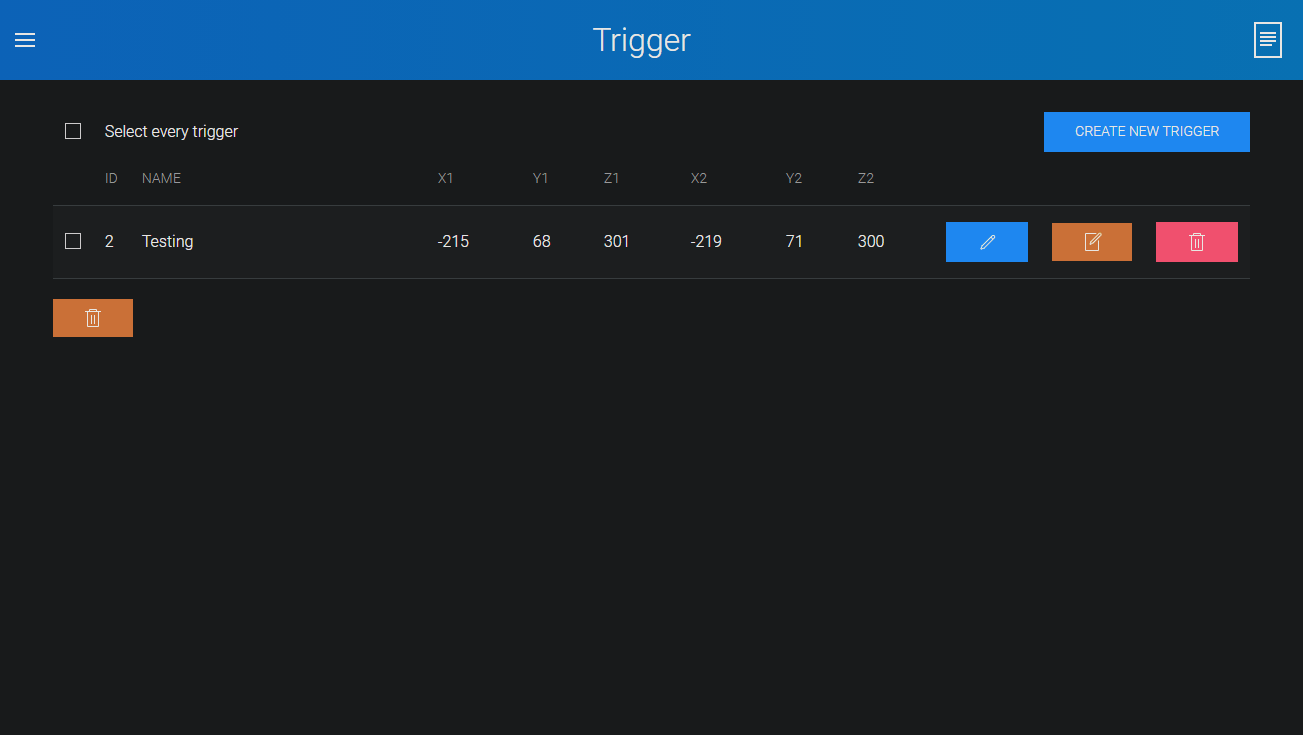 Trigger
Select every trigger
CREATE NEW TRIGGER
ID NAME X1 Y1 Z1 X2 Y2 Z2
2 Testing -215 68 301 -219 71 300